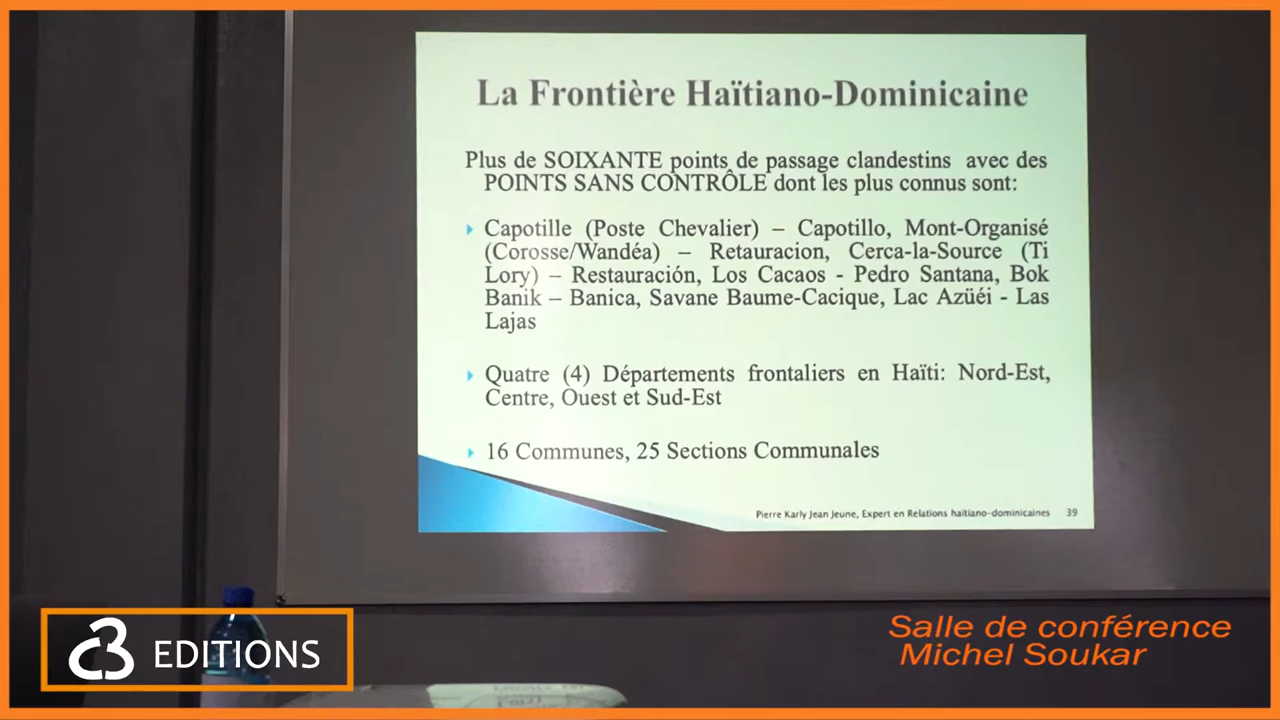 La Frontière Haïtiano-Dominicaine
Plus de SOIXANTE points de passage clandestins avec des
POINTS SANS CONTRÔLE dont les plus connus sont:
Capotille (Poste Chevalier) – Capotillo, Mont-Organisé
(Corosse/Wandéa) – Retauracion, Cerca-la-Source (Ti
Lory) – Restauración, Los Cacaos - Pedro Santana, Bok
Banik – Banica, Savane Baume-Cacique, Lac Azüéi - Las
Lajas
Quatre (4) Départements frontaliers en Haïti: Nord-Est,
Centre, Ouest et Sud-Est
16 Communes, 25 Sections Communales
Pierre Karly Jean Jeune, Expert en Relations haïtiano-dominicaines 39
C3 EDITIONS
Salle de conférence
Michel Soukar